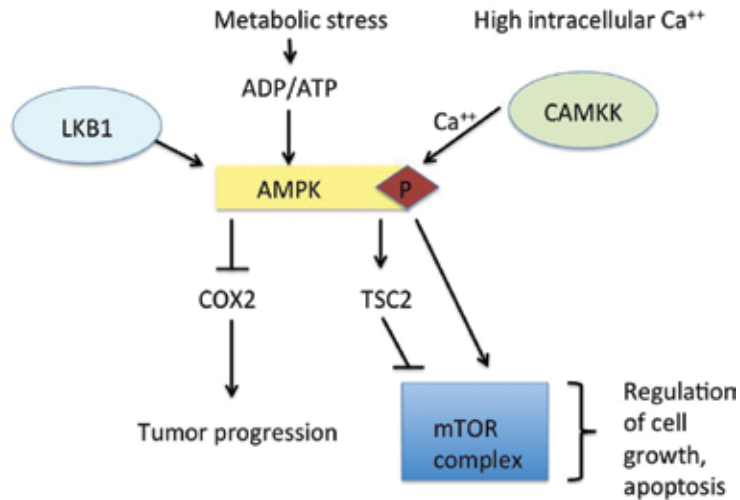 Metabolic stress
High intracellular Ca⁺⁺
ADP/ATP
LKB1
Ca⁺⁺
CAMKK
AMPK
P
COX2
TSC2
Tumor progression
mTOR
complex
Regulation
of cell
growth,
apoptosis